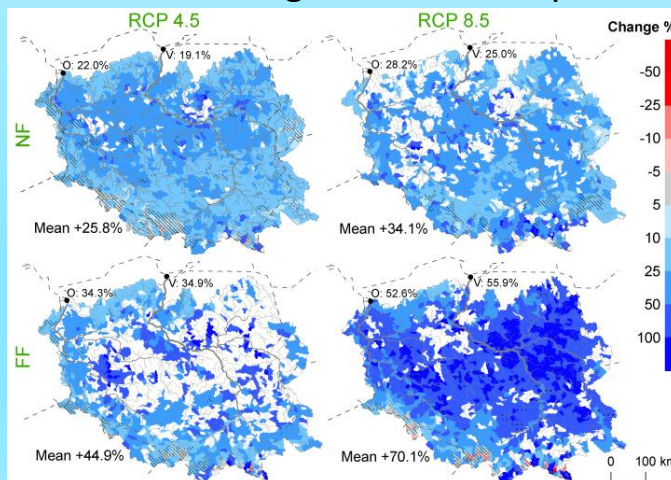 RCP 4.5
RCP 8.5
Change %
V: 19.1%
O: 22.0%
V: 25.0%
O: 28.2%
NF
Mean +25.8%
Mean +34.1%
-50
-25
-10
-5
5
10
25
50
100
V: 34.9%
O: 34.3%
V: 55.9%
O: 52.6%
FF
Mean +44.9%
Mean +70.1%
0 100 km